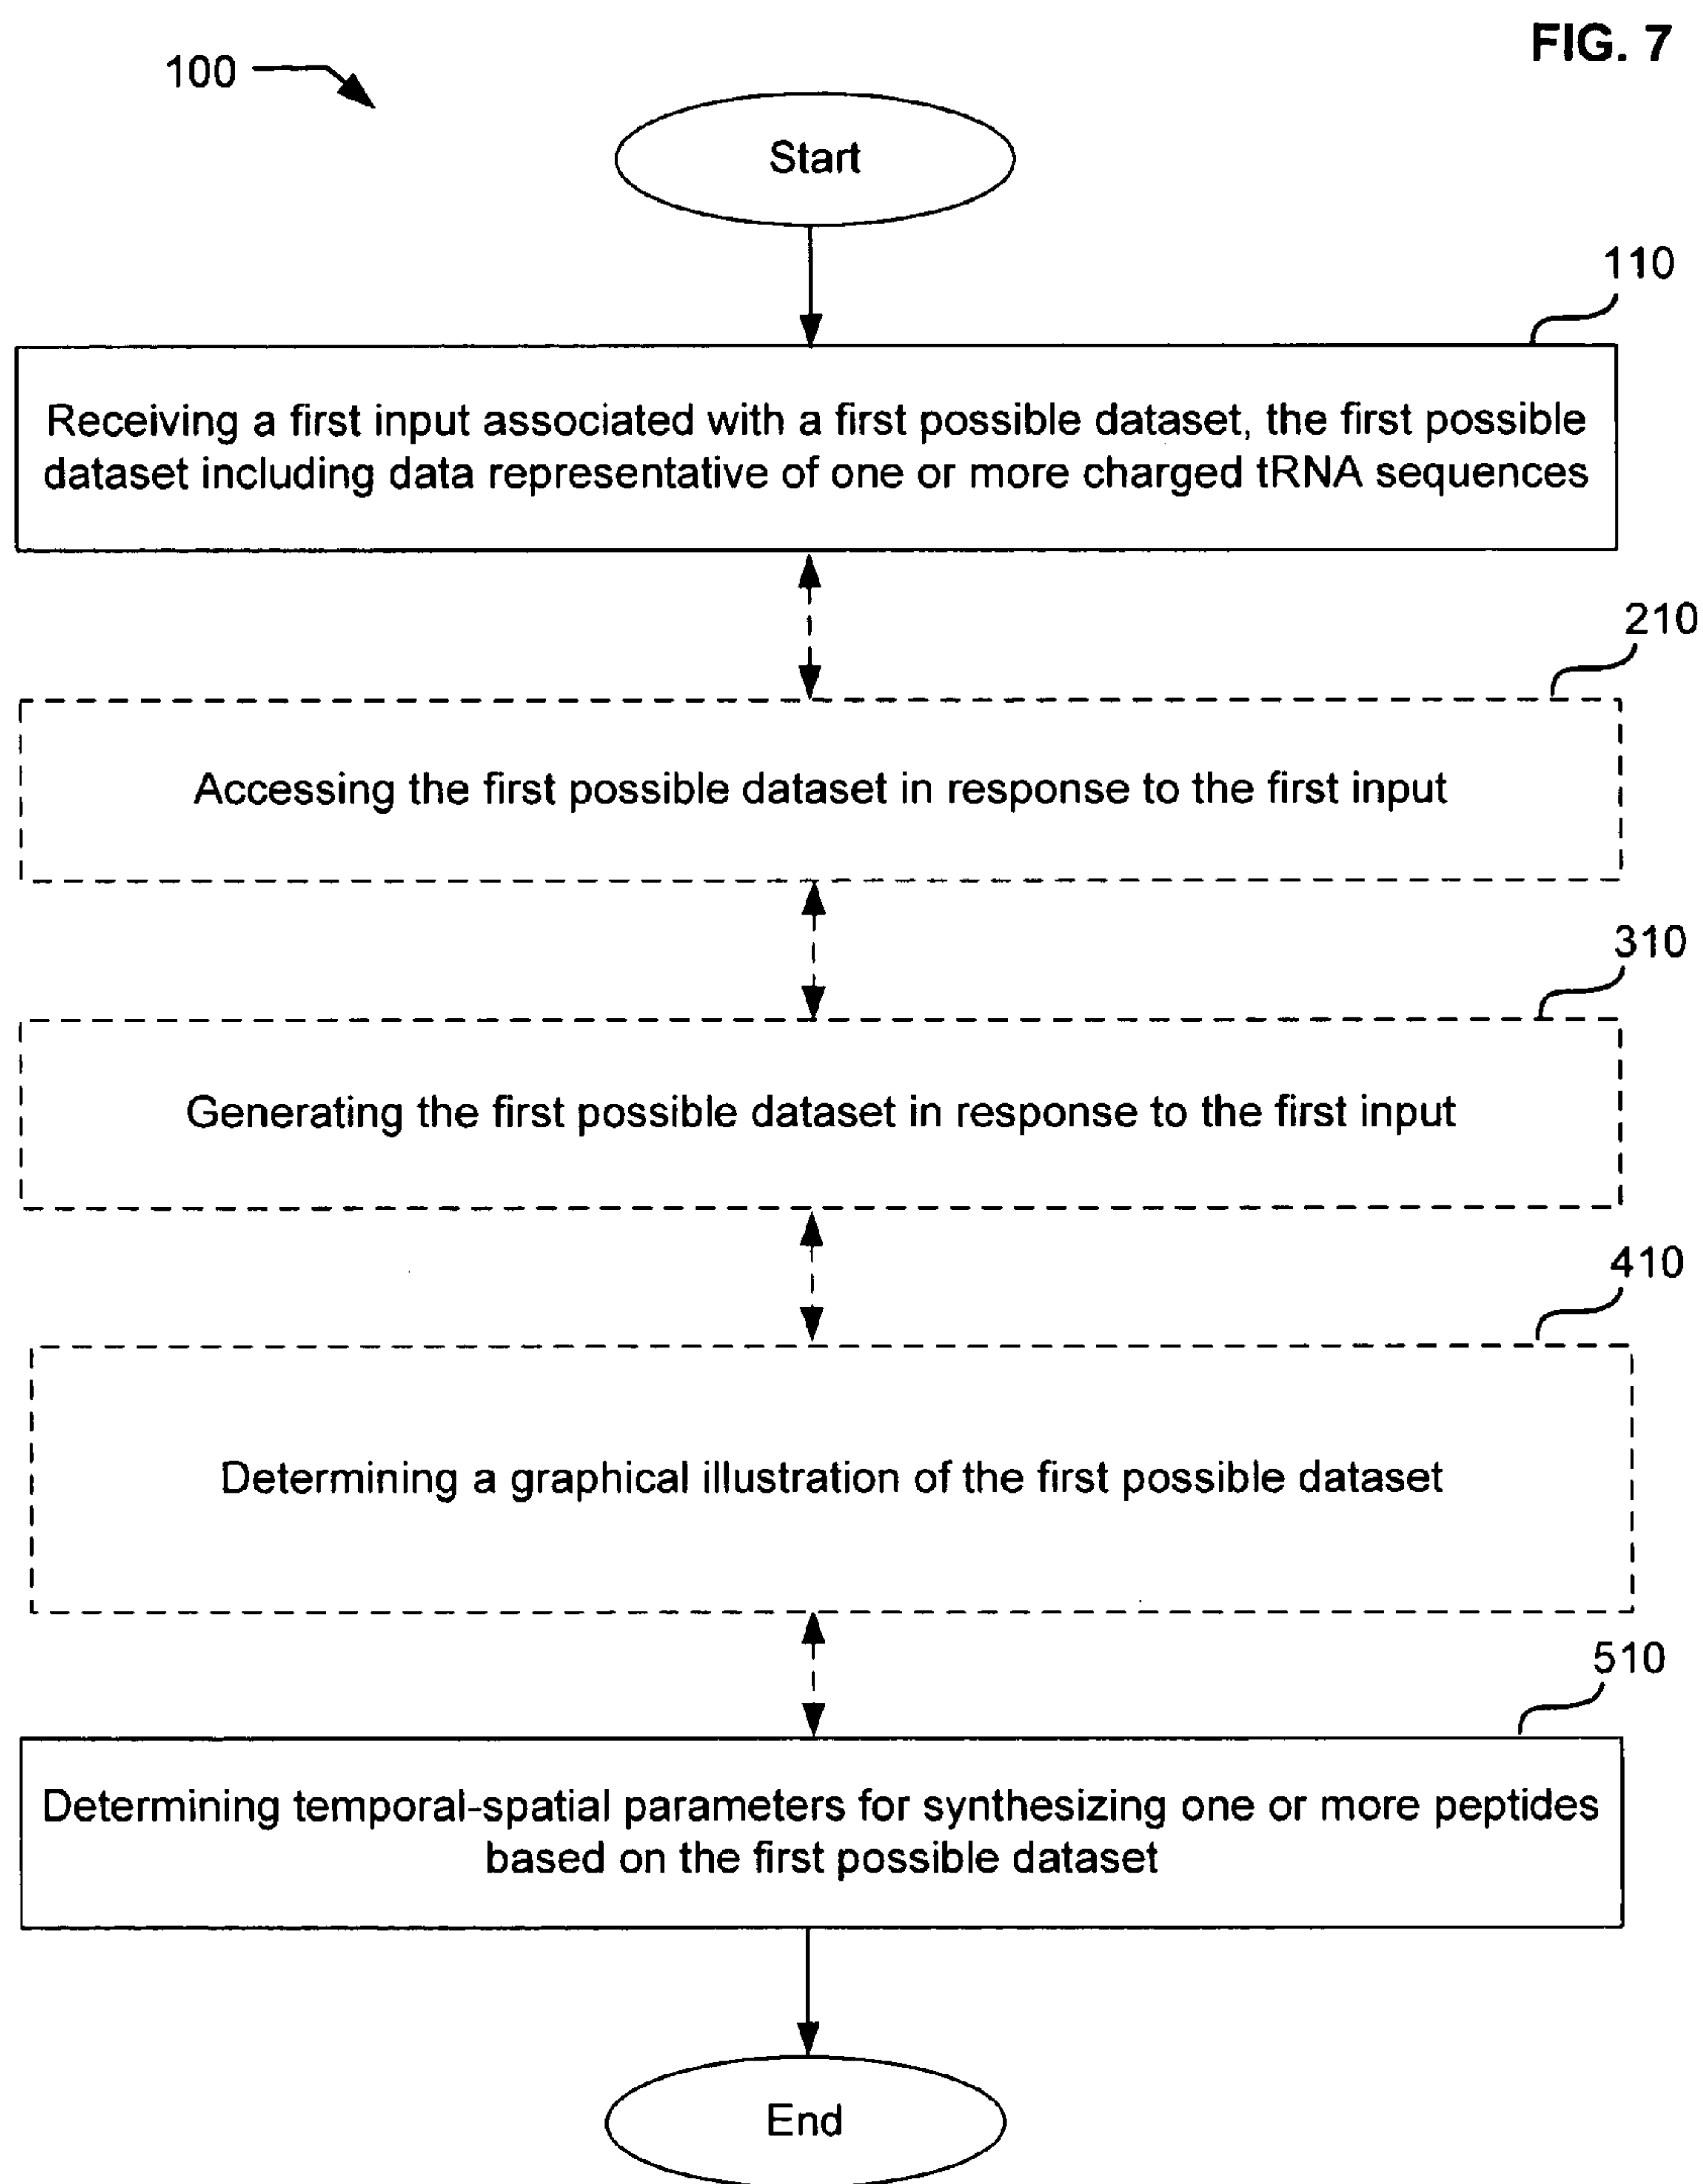 FIG. 7
100
Start
110
Receiving a first input associated with a first possible dataset, the first possible
dataset including data representative of one or more charged tRNA sequences
210
Accessing the first possible dataset in response to the first input
310
Generating the first possible dataset in response to the first input
410
Determining a graphical illustration of the first possible dataset
510
Determining temporal-spatial parameters for synthesizing one or more peptides
based on the first possible dataset
End